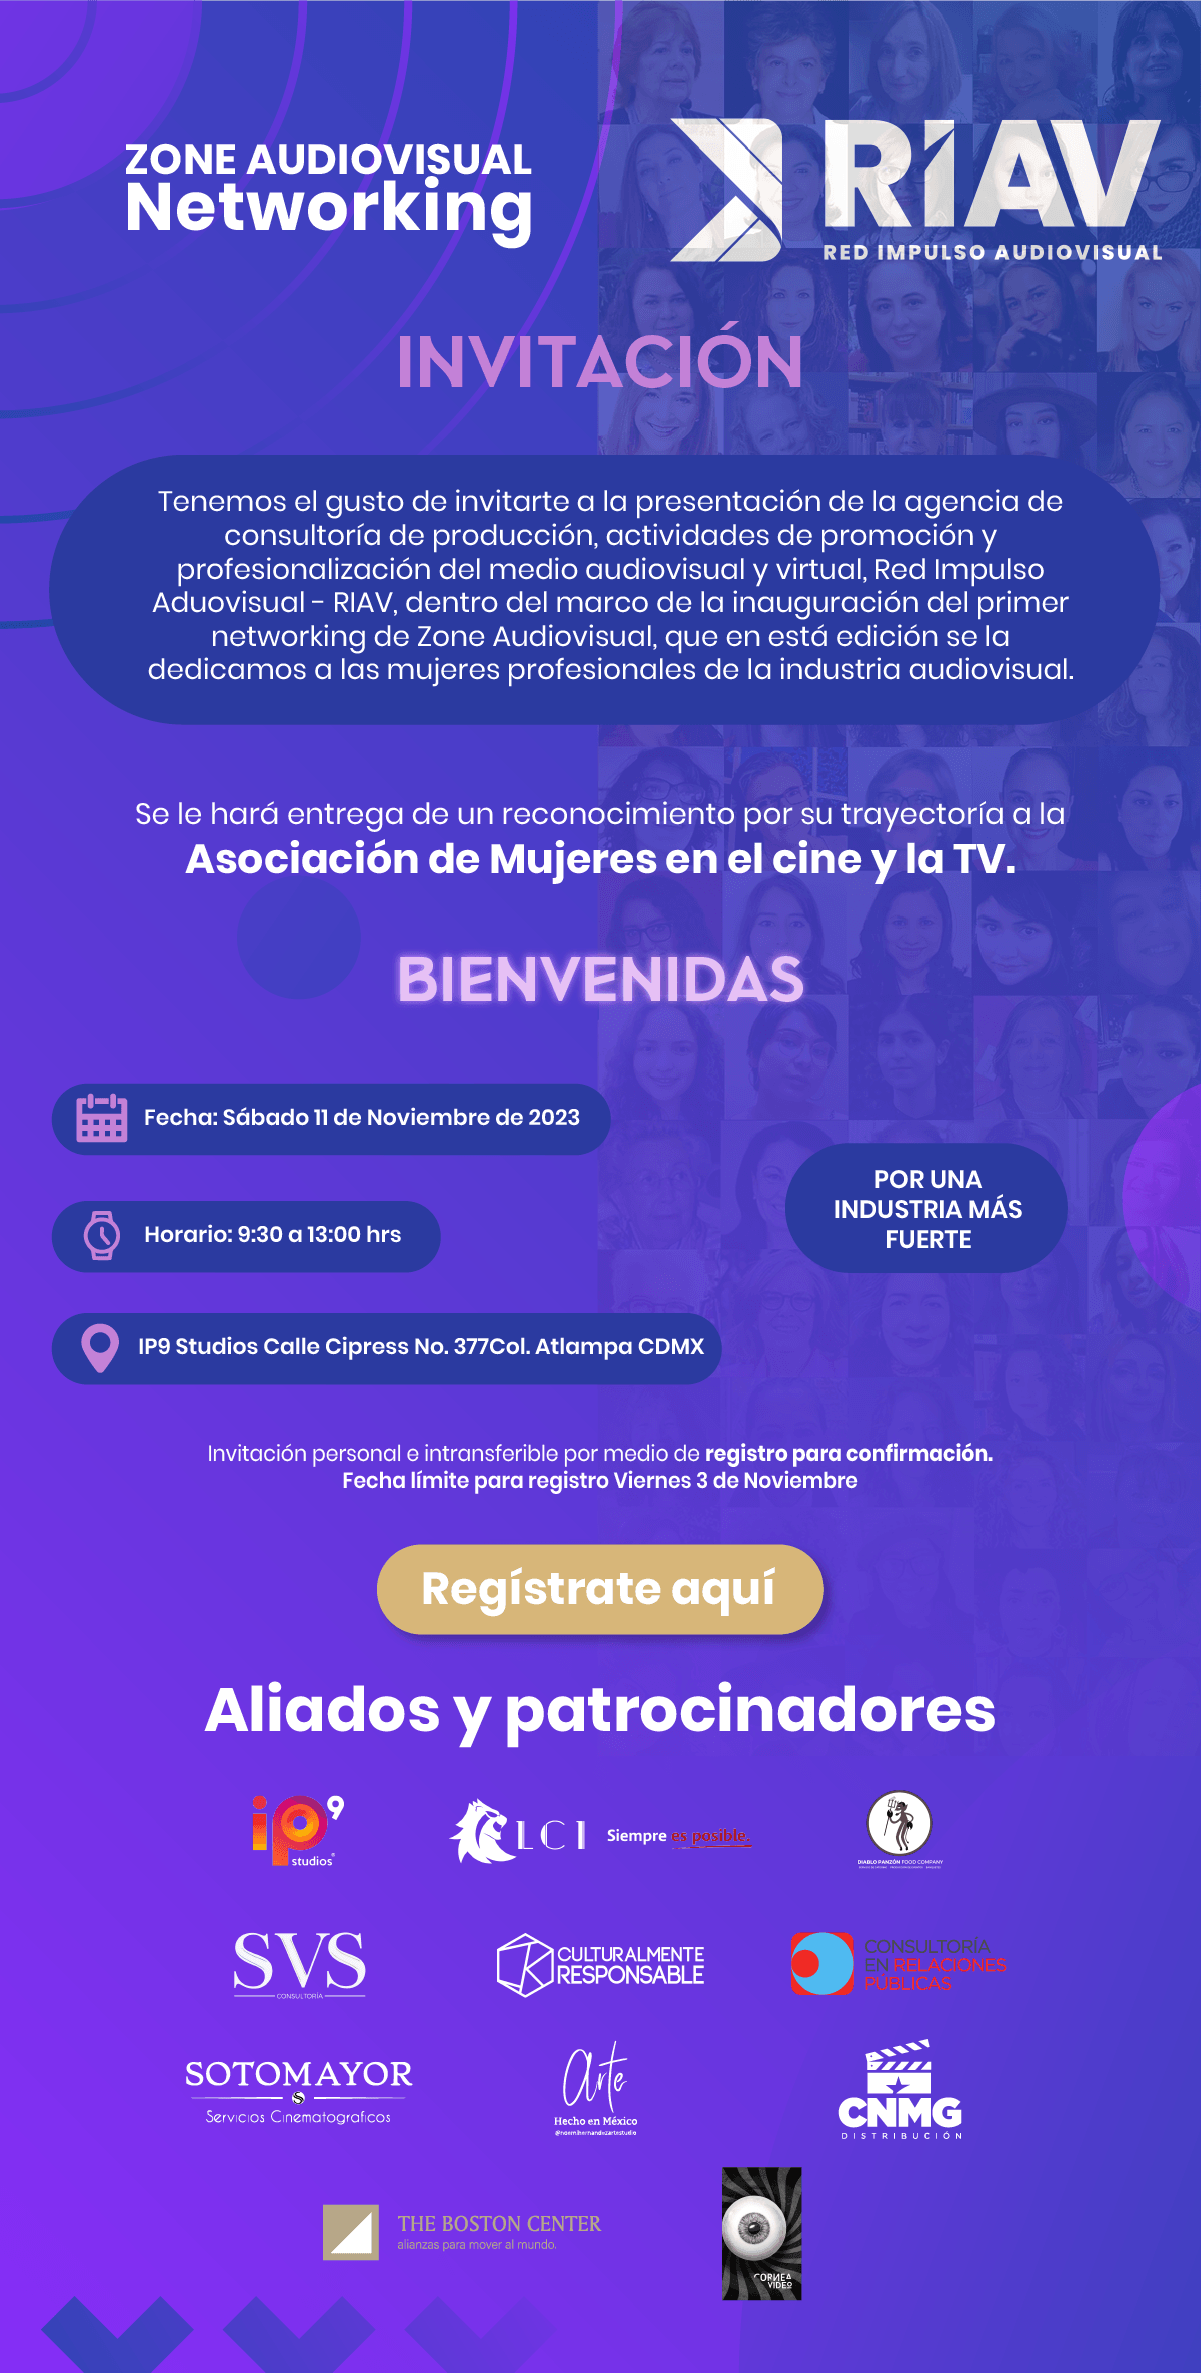 ZONE AUDIOVISUAL
Networking
RIAV
RED IMPULSO AUDIOVISUAL
INVITACIÓN
Tenemos el gusto de invitarte a la presentación de la agencia de
consultoría de producción, actividades de promoción y
profesionalización del medio audiovisual y virtual, Red Impulso
Aduovisual - RIAV, dentro del marco de la inauguración del primer
networking de Zone Audiovisual, que en está edición se la
dedicamos a las mujeres profesionales de la industria audiovisual.
Se le hará entrega de un reconocimiento por su trayectoría a la
Asociación de Mujeres en el cine y la TV.
BIENVENIDAS
Fecha: Sábado 11 de Noviembre de 2023
Horario: 9:30 a 13:00 hrs
IP9 Studios Calle Cipress No. 377Col. Atlampa CDMX
POR UNA
INDUSTRIA MÁS
FUERTE
Invitación personal e intransferible por medio de registro para confirmación.
Fecha límite para registro Viernes 3 de Noviembre
Regístrate aquí
Aliados y patrocinadores
ip9
studios
LCI
Siempre es posible.
DIABLO PANZÓN FOOD COMPANY
SVS
CONSULTORÍA
CULTURALMENTE
RESPONSABLE
CONSULTORÍA
EN RELACIONES
PÚBLICAS
SOTOMAYOR
S
Servicios Cinematograficos
arte
Hecho en México
@noemihernandezartestudio
CNMG
DISTRIBUCIÓN
THE BOSTON CENTER
alianzas para mover al mundo.
CORNEA
VIDEO